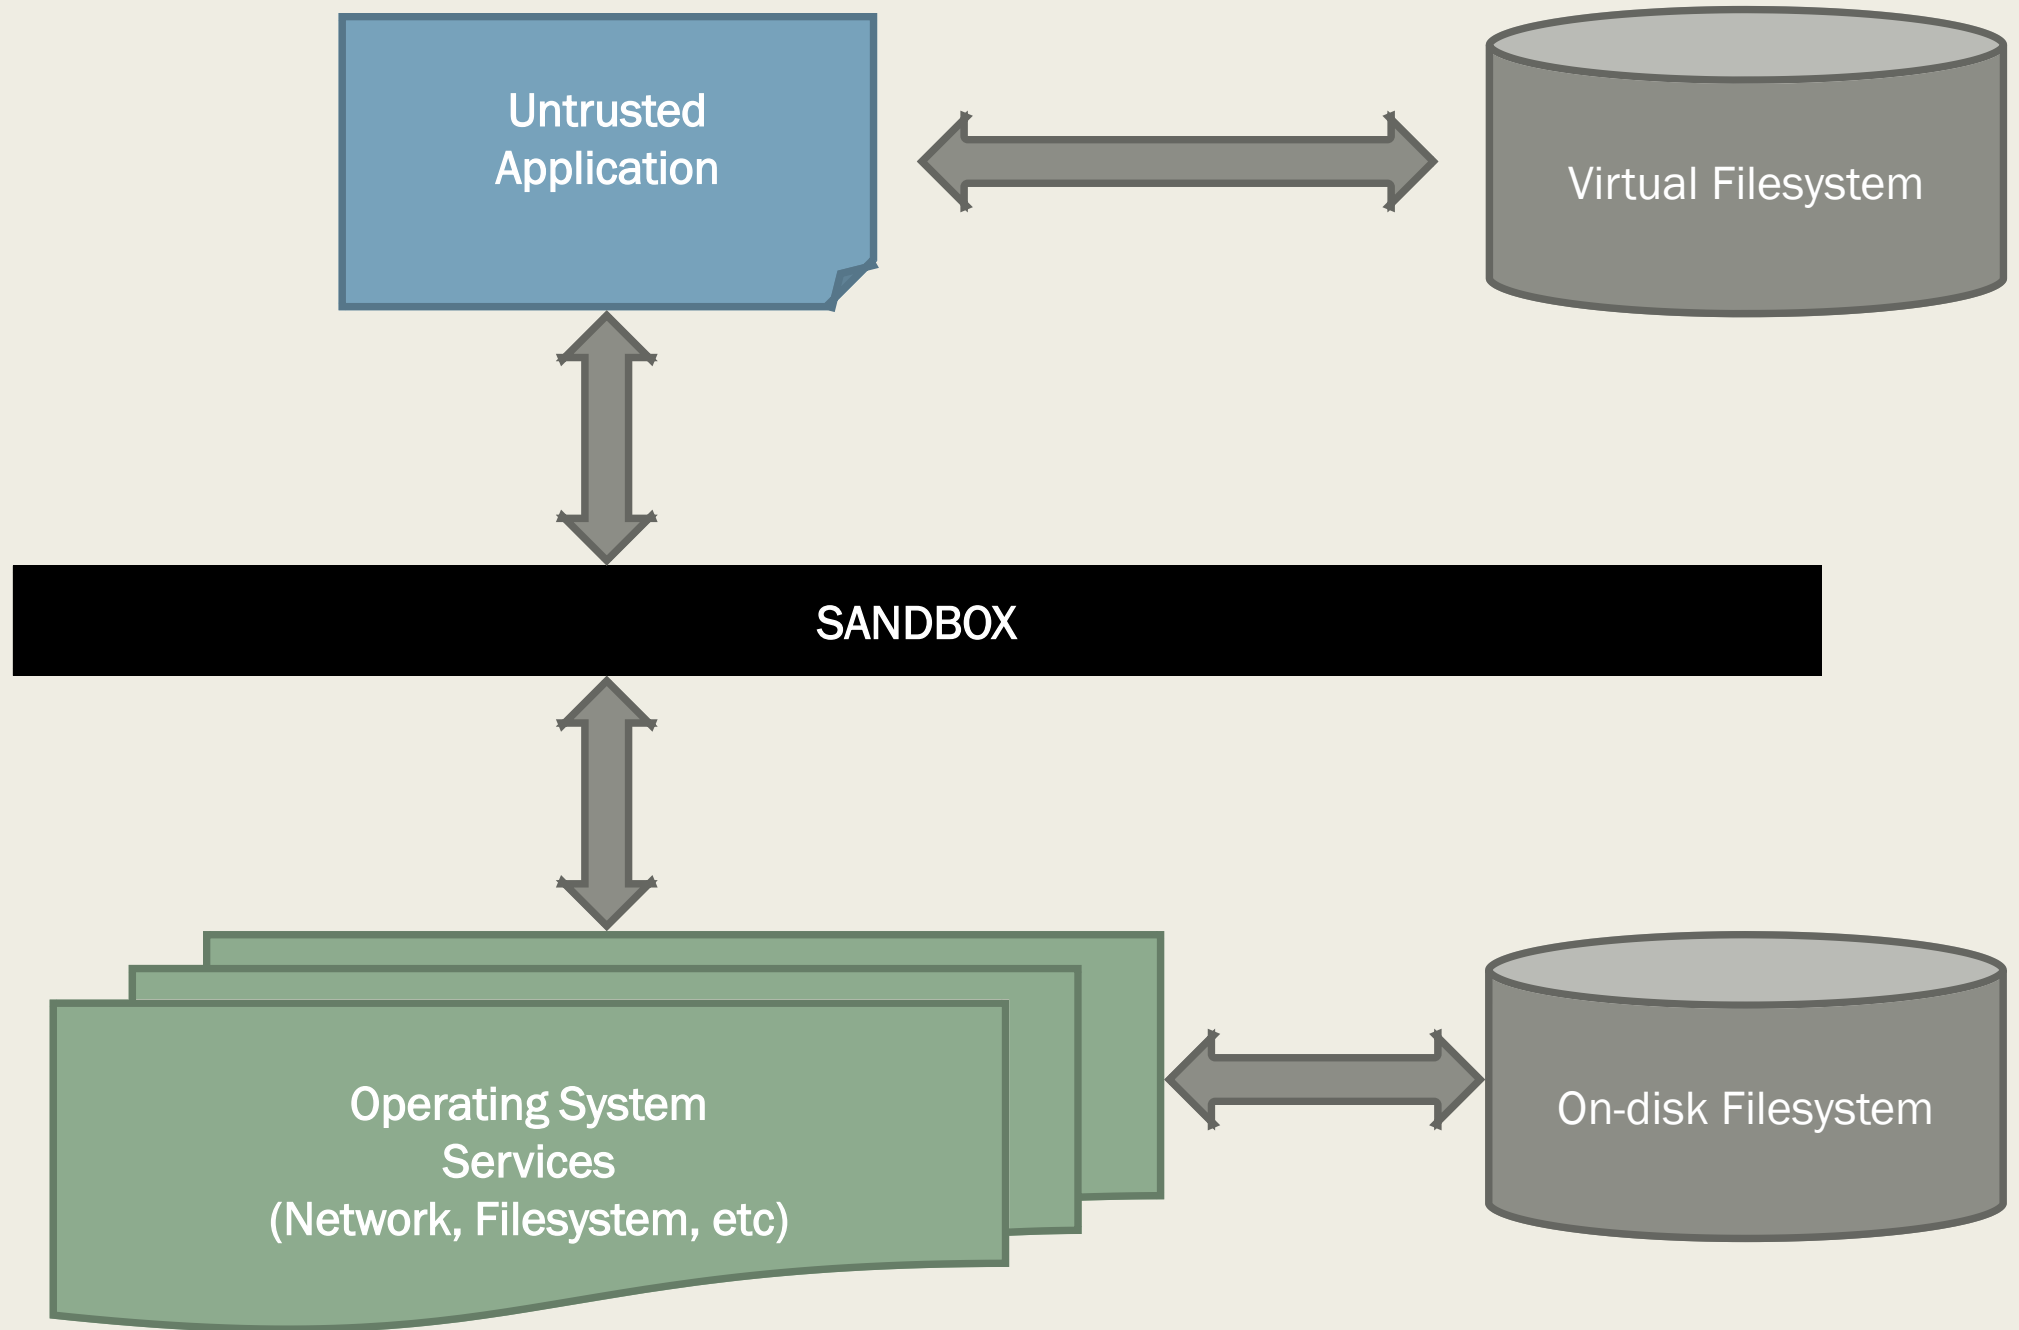 Untrusted
Application
Virtual Filesystem
SANDBOX
Operating System
Services
(Network, Filesystem, etc)
On-disk Filesystem